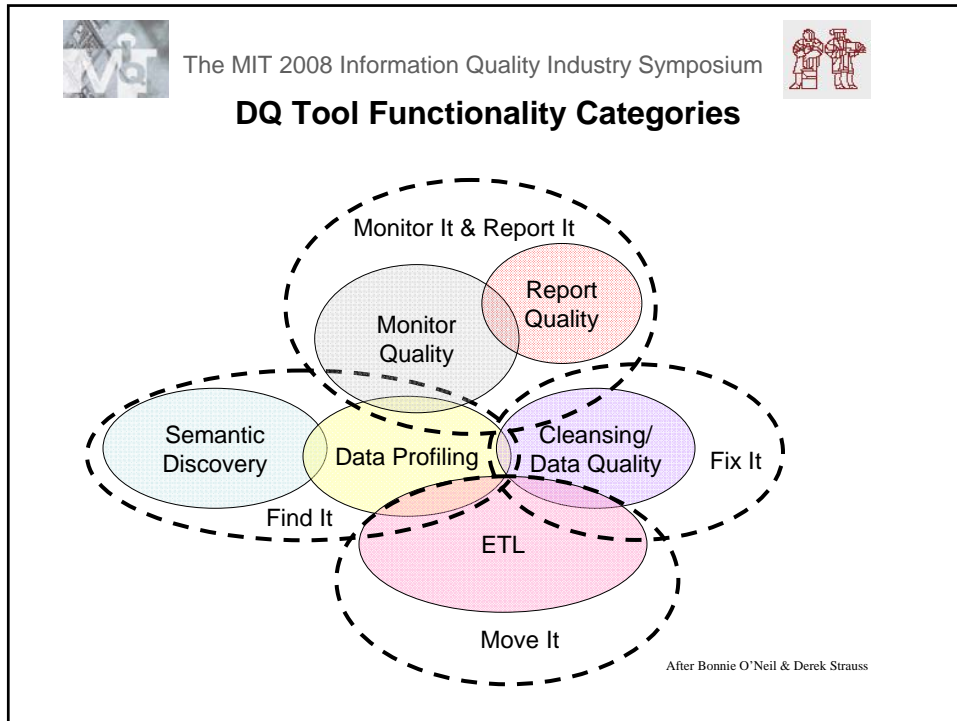 The MIT 2008 Information Quality Industry Symposium
DQ Tool Functionality Categories
Monitor It & Report It
Report
Quality
Monitor
Quality
Semantic
Discovery
Data Profiling
Cleansing/
Data Quality
Fix It
Find It
ETL
Move It
After Bonnie O’Neil & Derek Strauss